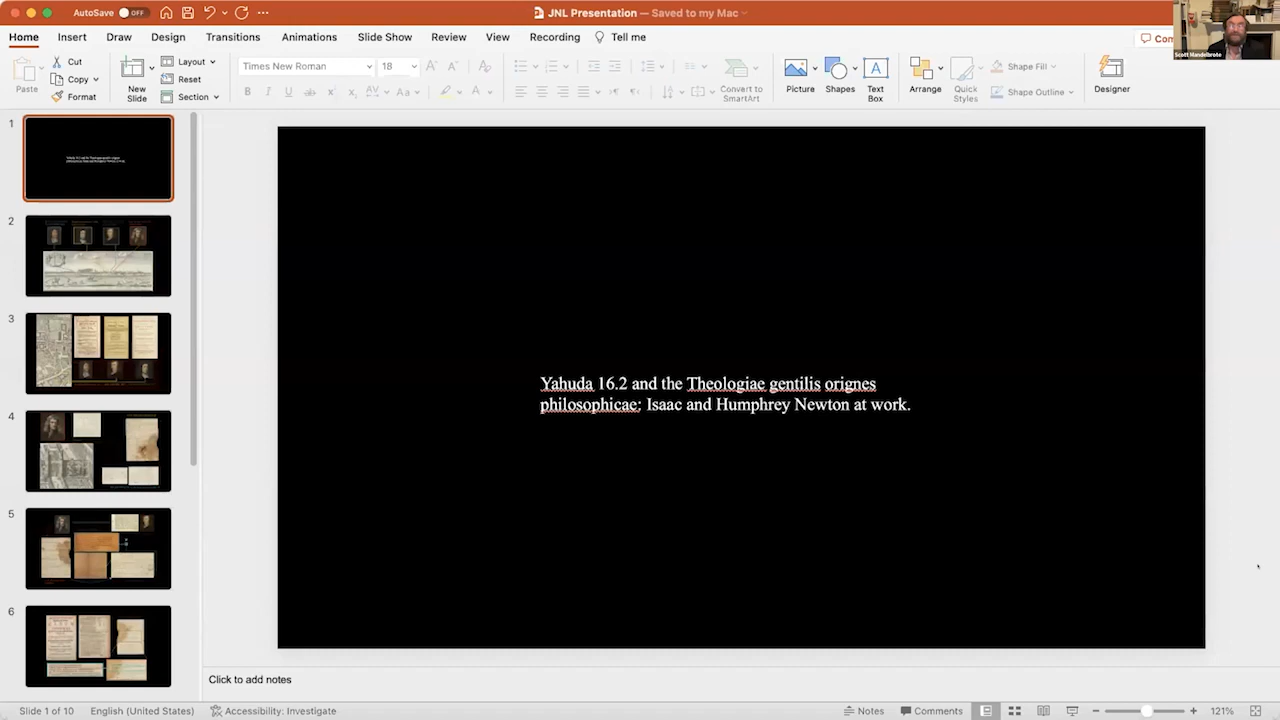 AutoSave OFF
JNL Presentation — Saved to my Mac
Home Insert Draw Design Transitions Animations Slide Show Review View Recording Tell me
Scott Mandelbrote
Paste
Cut
Copy
Format
New
Slide
Layout
Reset
Section
Times New Roman 18
Convert to
SmartArt
Picture
Shapes
Text
Box
Arrange
Quick
Styles
Shape Fill
Shape Outline
Designer
1
2
3
4
5
6
Yahuda 16.2 and the Theologiae gentilis orignes
philosophicae: Isaac and Humphrey Newton at work.
Click to add notes
Slide 1 of 10 English (United States) Accessibility: Investigate Notes Comments 121%